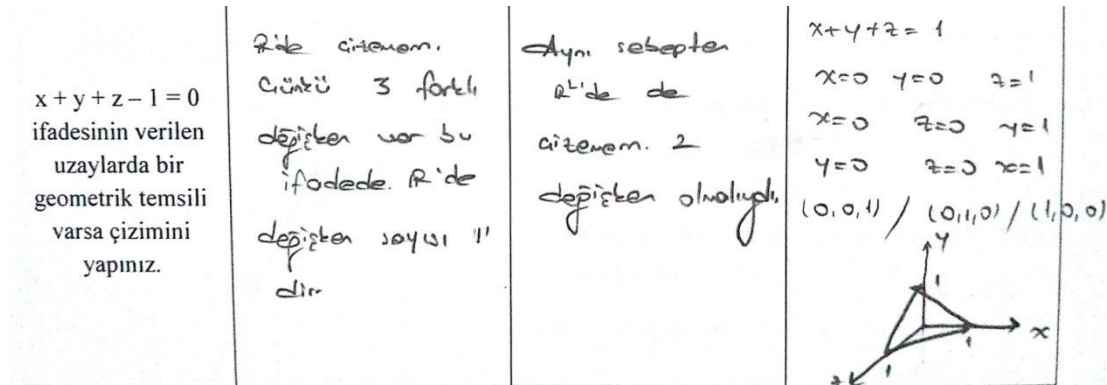 x + y + z – 1 = 0
ifadesinin verilen
uzaylarda bir
geometrik temsili
varsa çizimini
yapınız.
R'de çizemem.
Çünkü 3 farklı
değişken var bu
ifadede. R'de
değişken sayısı 1'
dir
Aynı sebepten
R²'de de
çizemem. 2
değişken olmalıydı.
x+y+z= 1
x=0 y=0 z=1
x=0 z=0 y=1
y=0 z=0 x=1
(0,0,1) / (0,1,0) / (1,0,0)
y
1
x
1
1
z